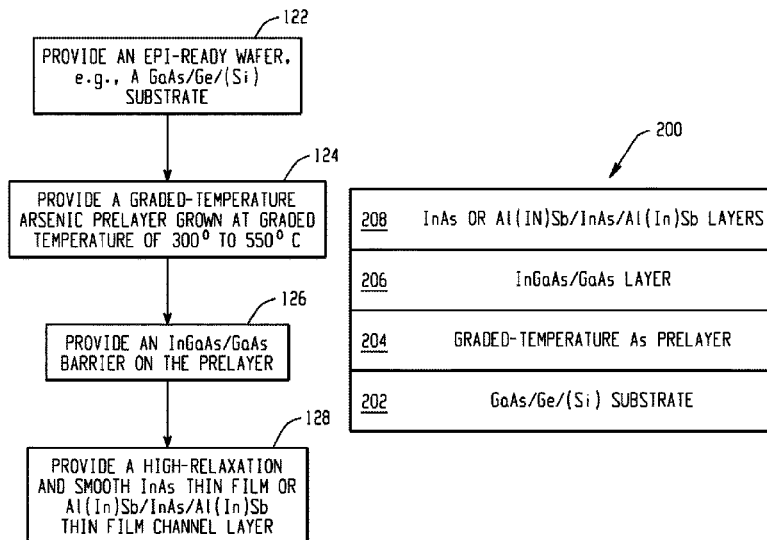 122
PROVIDE AN EPI-READY WAFER,
e.g., A GaAs/Ge/(Si)
SUBSTRATE
124
PROVIDE A GRADED-TEMPERATURE
ARSENIC PRELAYER GROWN AT GRADED
TEMPERATURE OF 300° TO 550° C
126
PROVIDE AN InGaAs/GaAs
BARRIER ON THE PRELAYER
128
PROVIDE A HIGH-RELAXATION
AND SMOOTH InAs THIN FILM OR
Al(In)Sb/InAs/Al(In)Sb
THIN FILM CHANNEL LAYER
200
208 InAs OR Al(IN)Sb/InAs/Al(In)Sb LAYERS
206 InGaAs/GaAs LAYER
204 GRADED-TEMPERATURE As PRELAYER
202 GaAs/Ge/(Si) SUBSTRATE